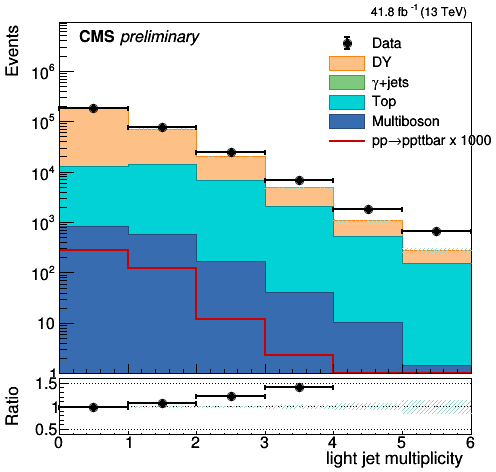 41.8 fb⁻¹ (13 TeV)
CMS preliminary
Events
Data
DY
γ+jets
Top
Multiboson
pp→ppttbar x 1000
10⁶
10⁵
10⁴
10³
10²
10
1
Ratio
1.5
1
0.5
0 1 2 3 4 5 6
light jet multiplicity